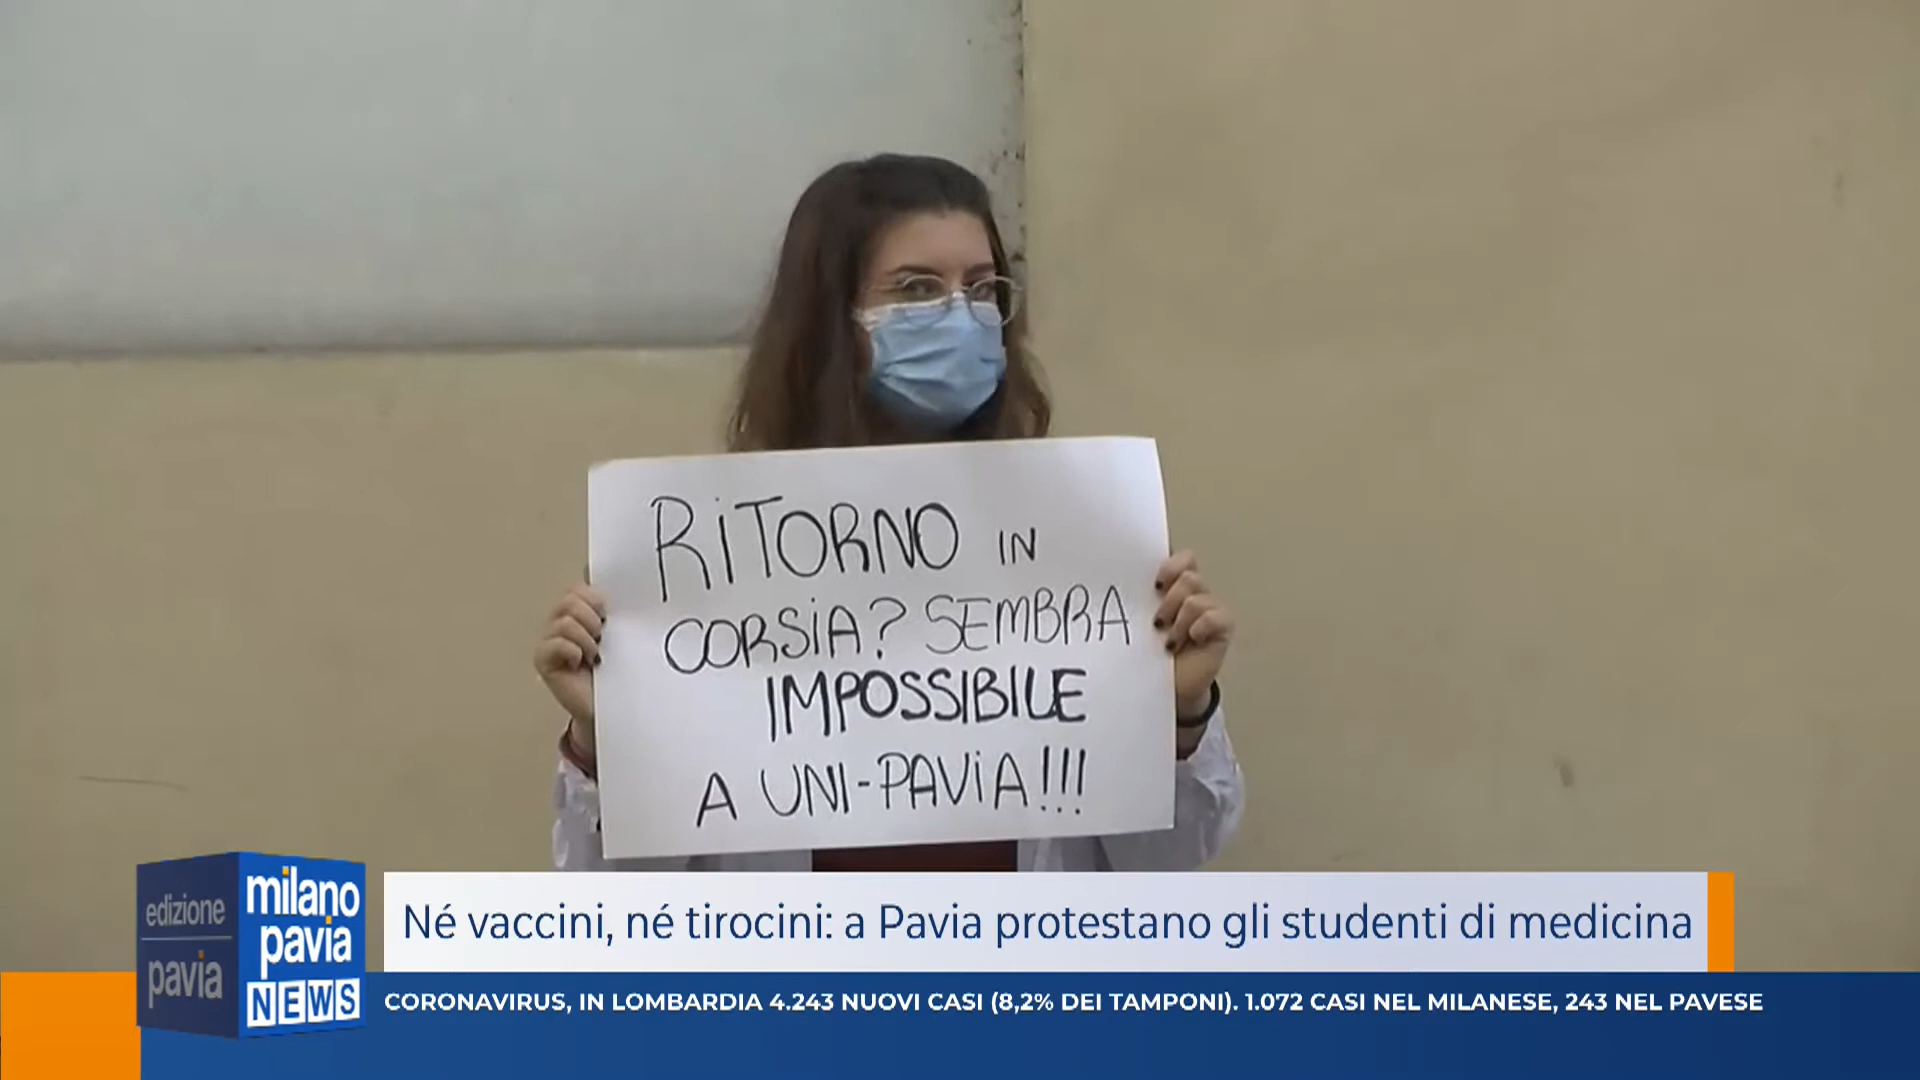 RITORNO IN
CORSIA? SEMBRA
IMPOSSIBILE
A UNI-PAVIA!!!
edizione
pavia
milano
pavia
NEWS
Né vaccini, né tirocini: a Pavia protestano gli studenti di medicina
CORONAVIRUS, IN LOMBARDIA 4.243 NUOVI CASI (8,2% DEI TAMPONI). 1.072 CASI NEL MILANESE, 243 NEL PAVESE